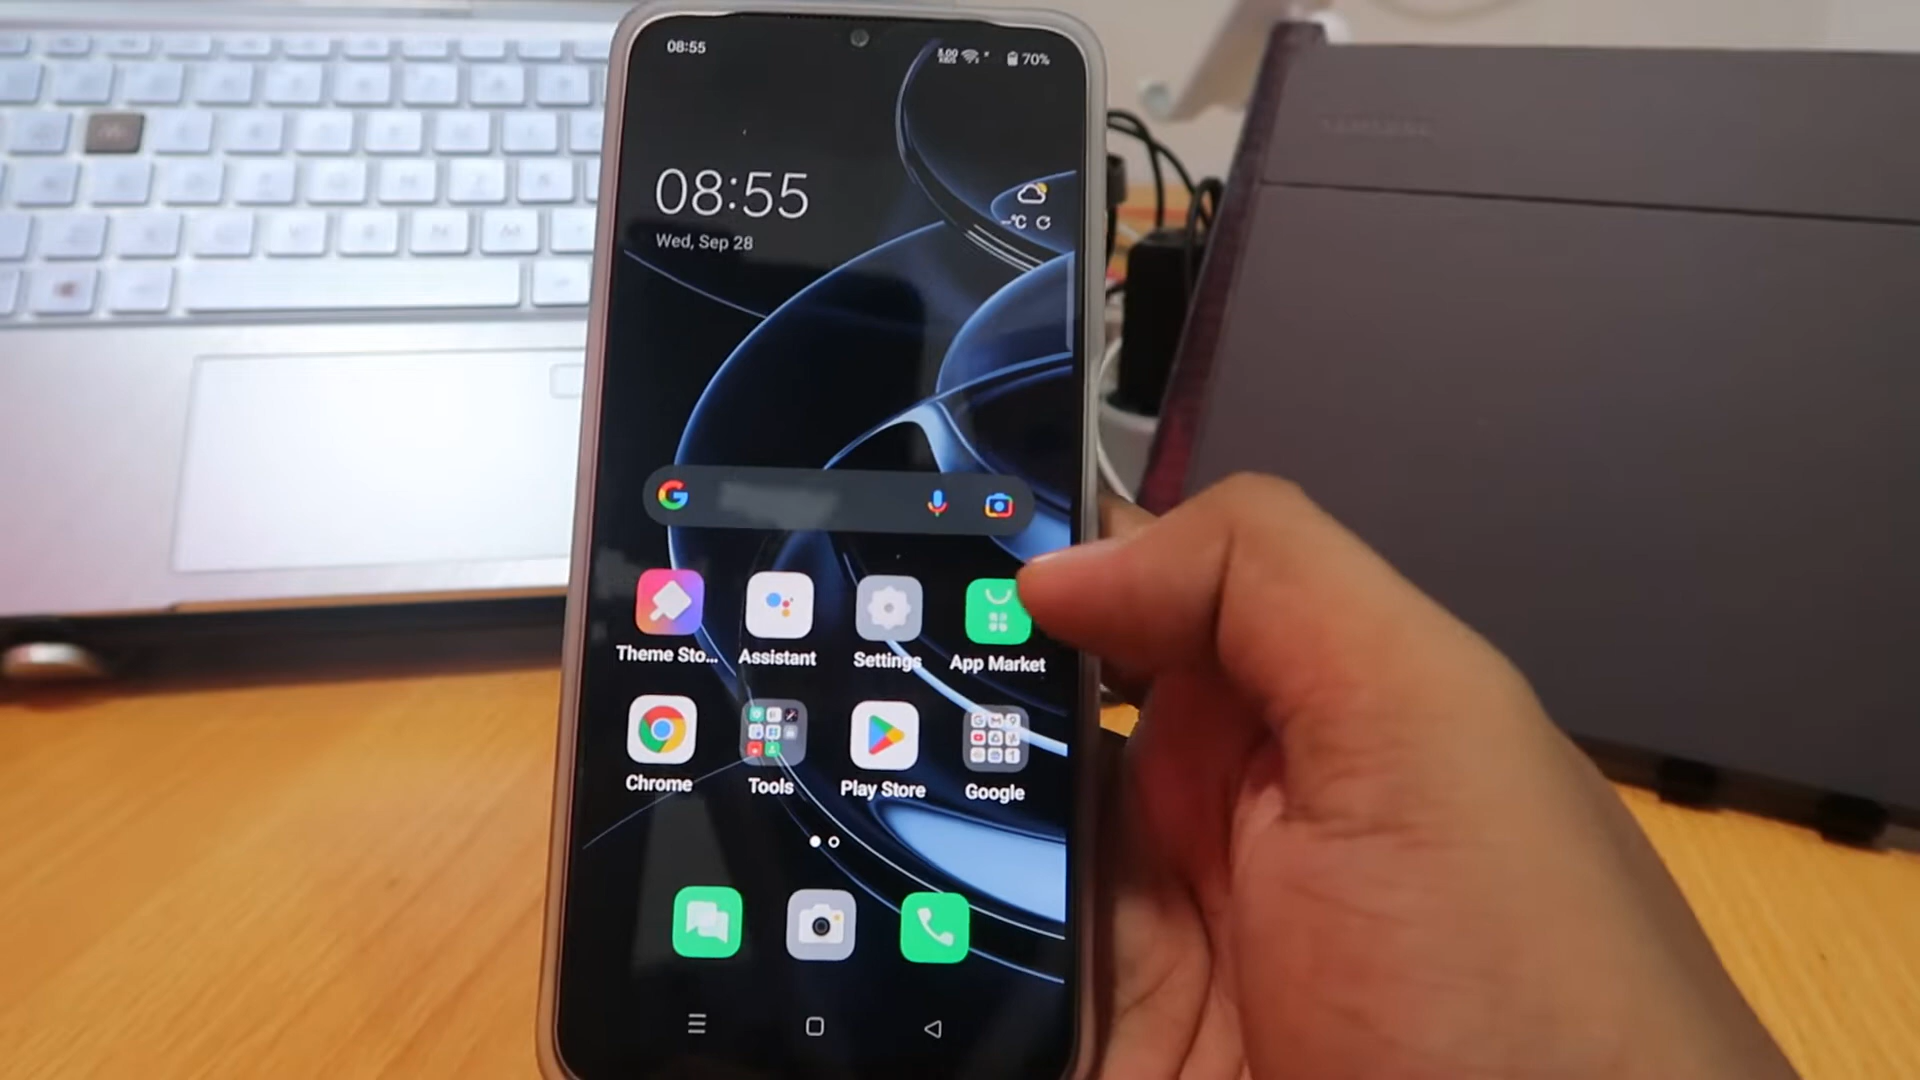 08:55
70%
08:55
Wed, Sep 28
--°C
Theme Sto...
Assistant
Settings
App Market
Chrome
Tools
Play Store
Google